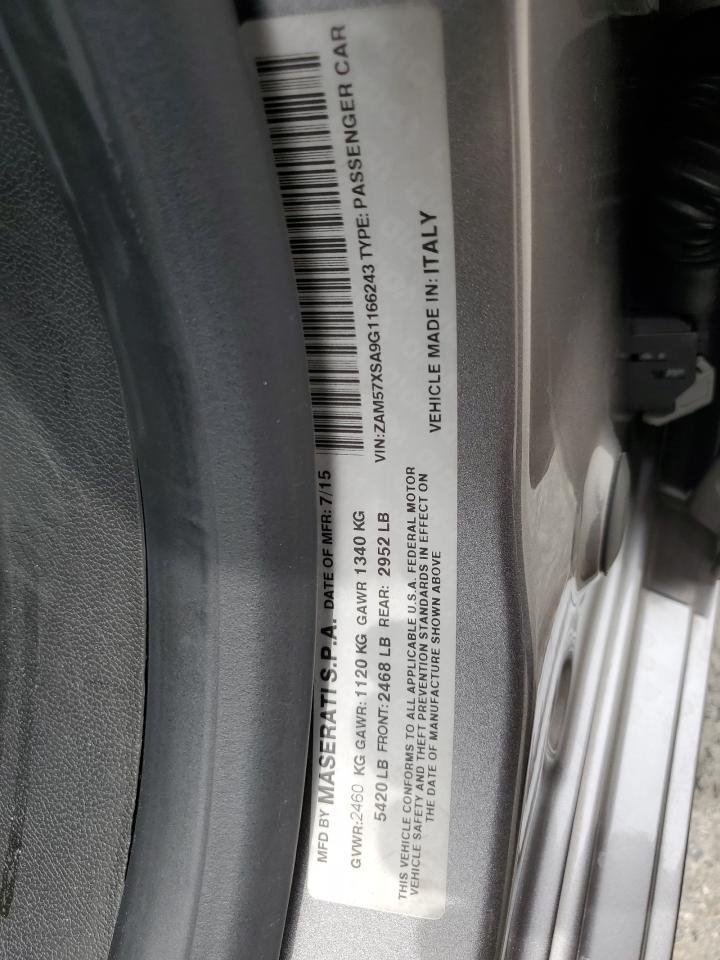 MFD BY MASERATI S.P.A. DATE OF MFR: 7/15
GVWR:2460 KG GAWR: 1120 KG GAWR 1340 KG
5420 LB FRONT: 2468 LB REAR: 2952 LB
THIS VEHICLE CONFORMS TO ALL APPLICABLE U.S.A. FEDERAL MOTOR
VEHICLE SAFETY AND THEFT PREVENTION STANDARDS IN EFFECT ON
THE DATE OF MANUFACTURE SHOWN ABOVE
VIN:ZAM57XSA9G1166243 TYPE: PASSENGER CAR
VEHICLE MADE IN: ITALY